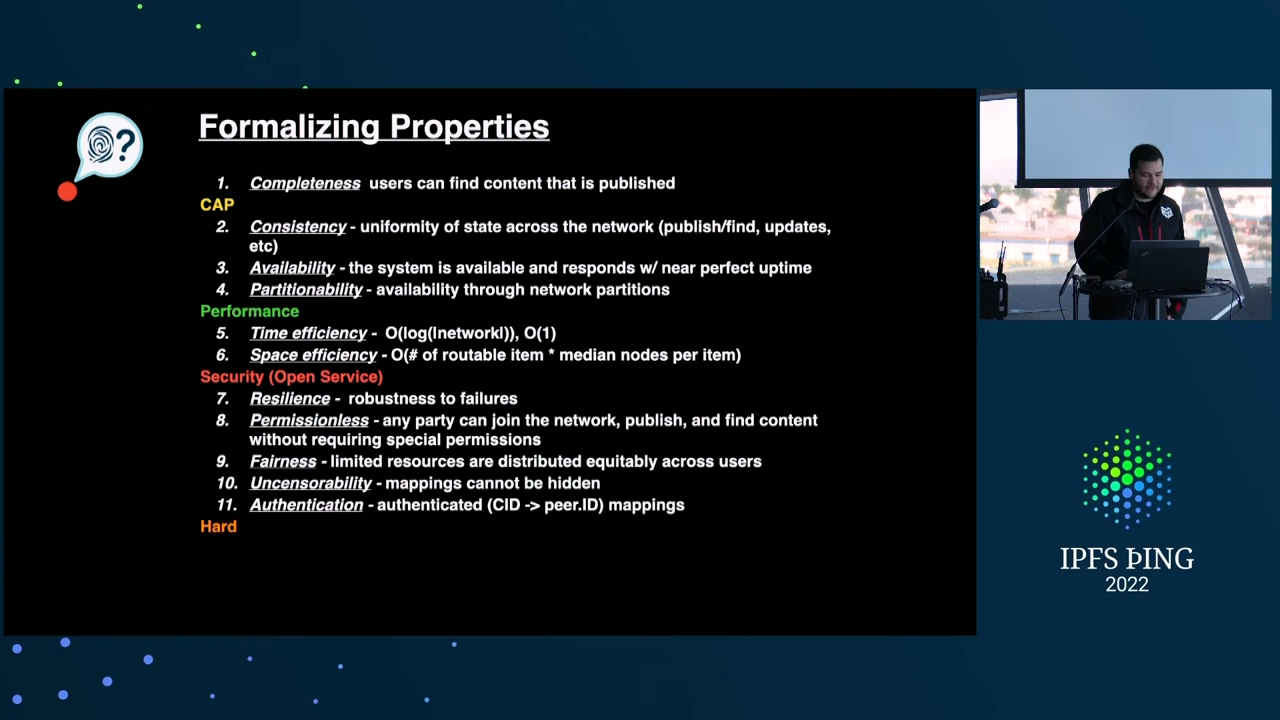 Formalizing Properties
1. Completeness users can find content that is published
CAP
2. Consistency - uniformity of state across the network (publish/find, updates,
etc)
3. Availability - the system is available and responds w/ near perfect uptime
4. Partitionability - availability through network partitions
Performance
5. Time efficiency - O(log(|network|)), O(1)
6. Space efficiency - O(# of routable item * median nodes per item)
Security (Open Service)
7. Resilience - robustness to failures
8. Permissionless - any party can join the network, publish, and find content
without requiring special permissions
9. Fairness - limited resources are distributed equitably across users
10. Uncensorability - mappings cannot be hidden
11. Authentication - authenticated (CID -> peer.ID) mappings
Hard
IPFS ÞING
2022